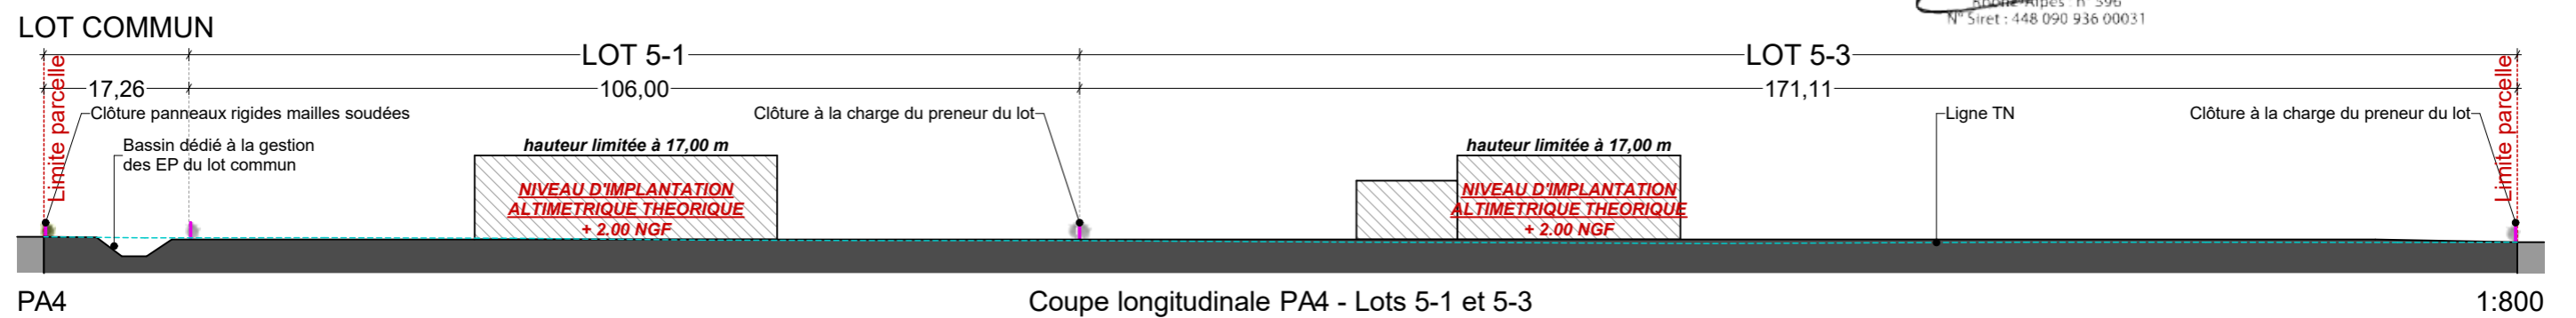 N° Siret : 448 090 936 00031
LOT COMMUN
LOT 5-1
LOT 5-3
17,26
106,00
171,11
Limite parcelle
Clôture panneaux rigides mailles soudées
Clôture à la charge du preneur du lot
Ligne TN
Clôture à la charge du preneur du lot
Limite parcelle
Bassin dédié à la gestion
des EP du lot commun
hauteur limitée à 17,00 m
hauteur limitée à 17,00 m
NIVEAU D'IMPLANTATION
ALTIMETRIQUE THEORIQUE
+ 2.00 NGF
NIVEAU D'IMPLANTATION
ALTIMETRIQUE THEORIQUE
+ 2.00 NGF
PA4
Coupe longitudinale PA4 - Lots 5-1 et 5-3
1:800